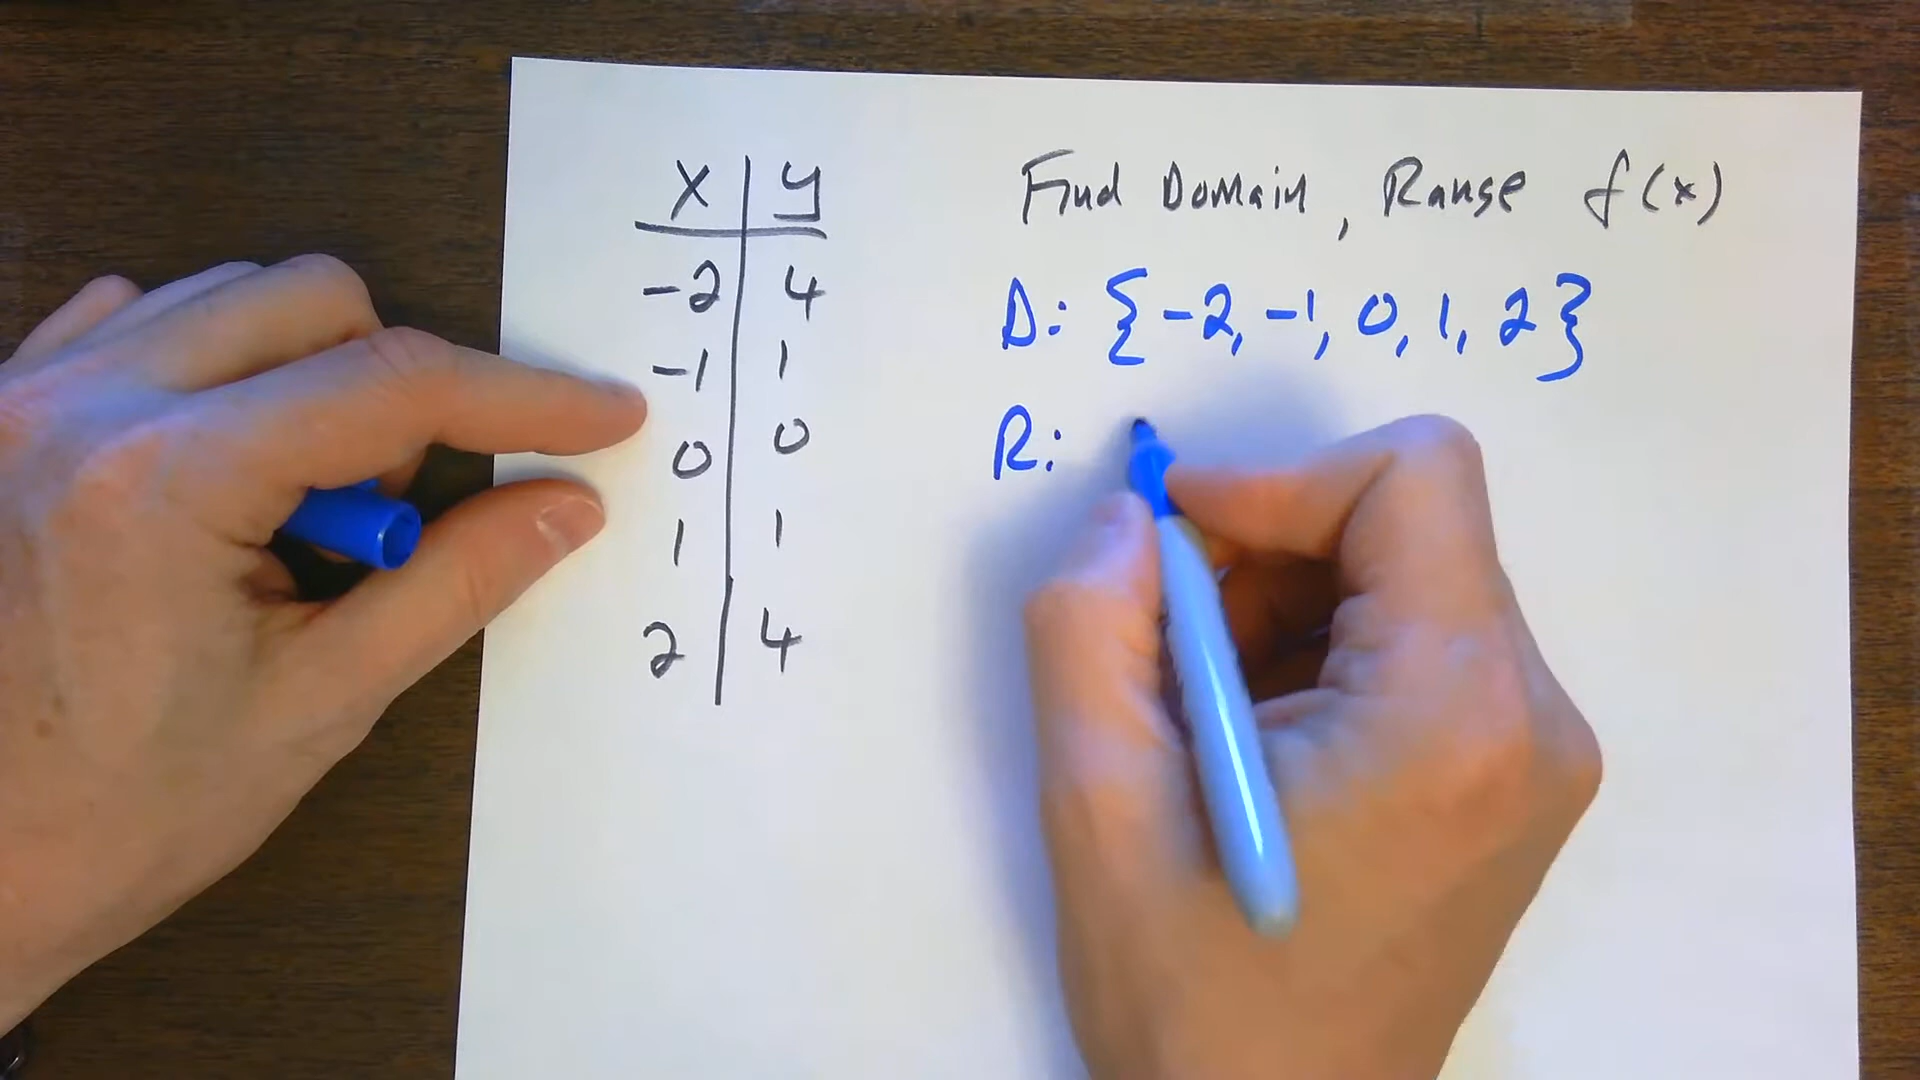 x y
-2 4
-1 1
0 0
1 1
2 4
Find Domain, Range f(x)
D: {-2, -1, 0, 1, 2}
R: